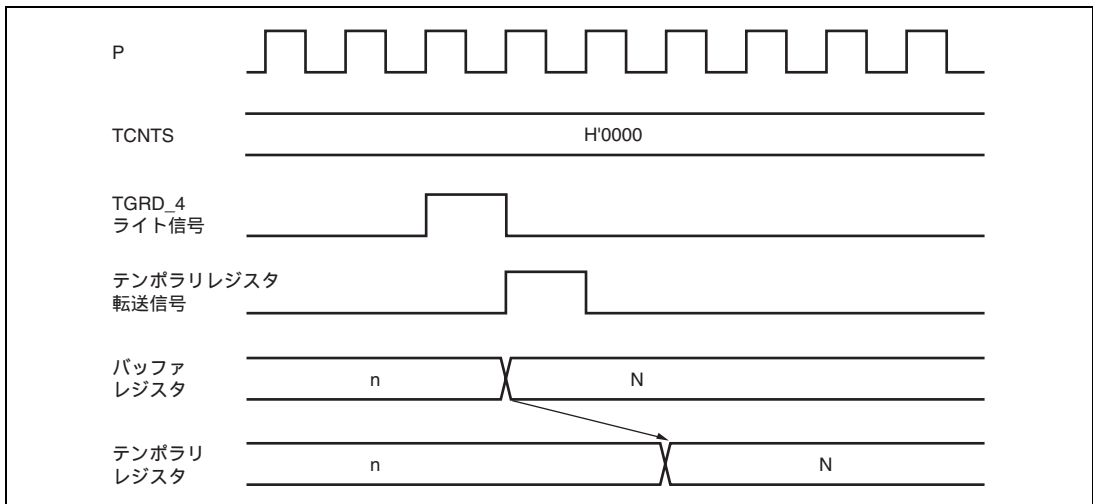 P
TCNTS
H'0000
TGRD_4
ライト信号
テンポラリレジスタ
転送信号
バッファ
レジスタ
n
N
テンポラリ
レジスタ
n
N